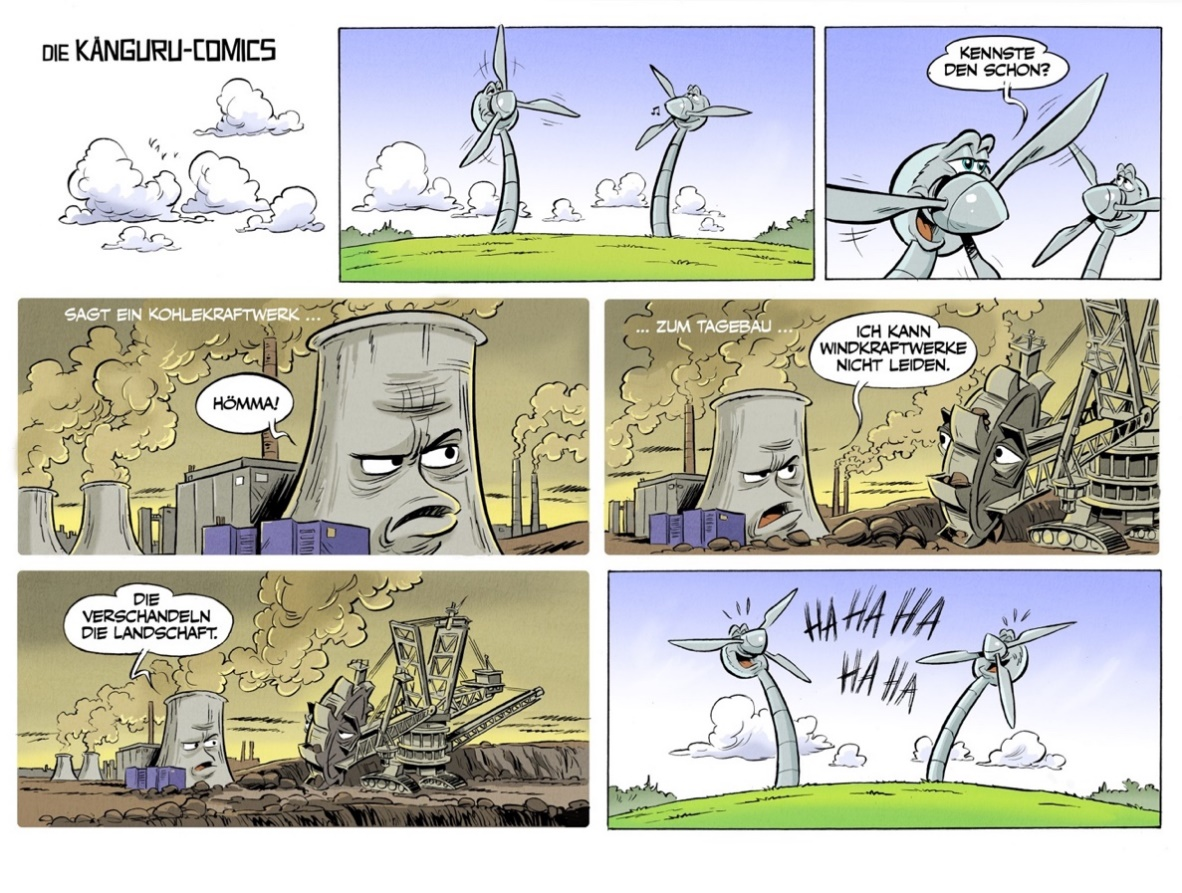 DIE KÄNGURU-COMICS
KENNSTE
DEN SCHON?
SAGT EIN KOHLEKRAFTWERK ...
HÖMMA!
... ZUM TAGEBAU ...
ICH KANN
WINDKRAFTWERKE
NICHT LEIDEN.
DIE
VERSCHANDELN
DIE LANDSCHAFT.
HA HA HA
HA HA